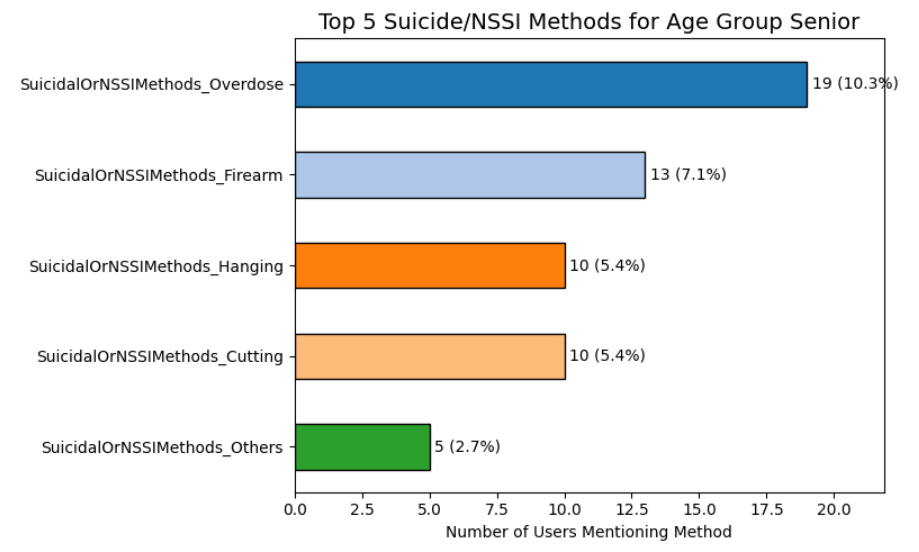 Top 5 Suicide/NSSI Methods for Age Group Senior
SuicidalOrNSSIMethods_Overdose
19 (10.3%)
SuicidalOrNSSIMethods_Firearm
13 (7.1%)
SuicidalOrNSSIMethods_Hanging
10 (5.4%)
SuicidalOrNSSIMethods_Cutting
10 (5.4%)
SuicidalOrNSSIMethods_Others
5 (2.7%)
0.0 2.5 5.0 7.5 10.0 12.5 15.0 17.5 20.0
Number of Users Mentioning Method